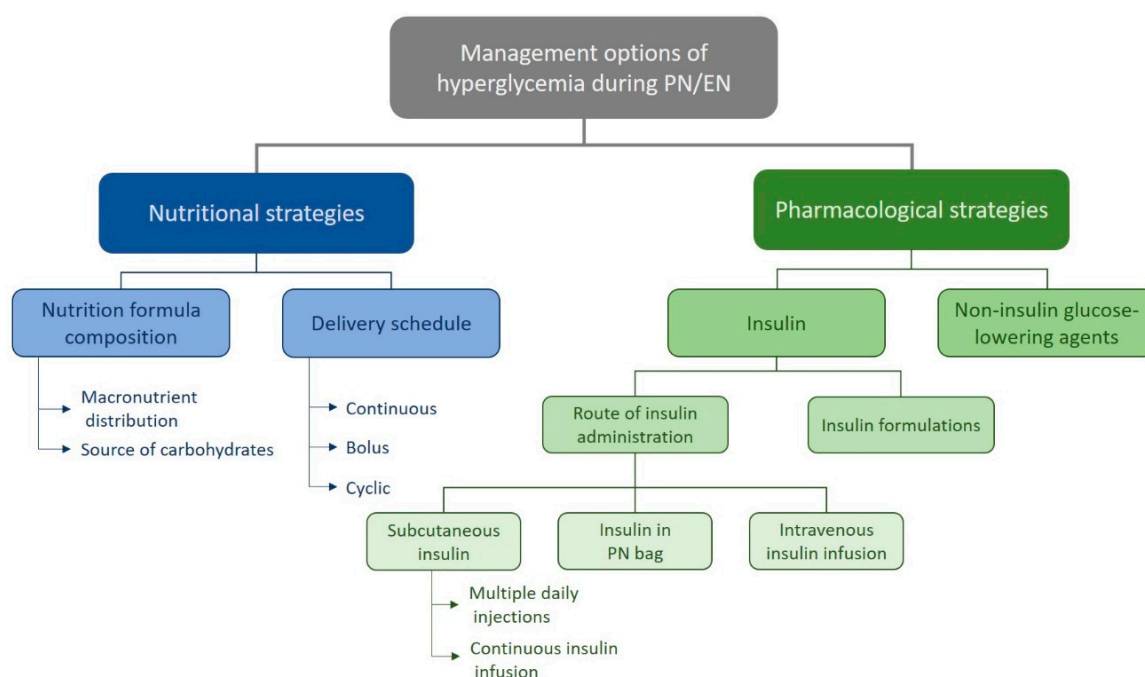 Management options of
hyperglycemia during PN/EN
Nutritional strategies
Pharmacological strategies
Nutrition formula
composition
Delivery schedule
Insulin
Non-insulin glucose-
lowering agents
Macronutrient
distribution
Source of carbohydrates
Continuous
Bolus
Cyclic
Route of insulin
administration
Insulin formulations
Subcutaneous
insulin
Insulin in
PN bag
Intravenous
insulin infusion
Multiple daily
injections
Continuous insulin
infusion